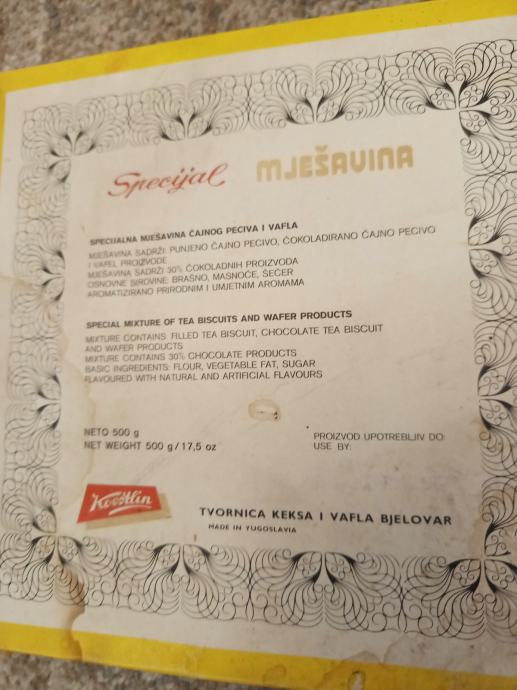 Specijal MJEŠAVINA
SPECIJALNA MJEŠAVINA ČAJNOG PECIVA I VAFLA
MJEŠAVINA SADRŽI: PUNJENO ČAJNO PECIVO, ČOKOLADIRANO ČAJNO PECIVO
I VAFEL PROIZVODE
MJEŠAVINA SADRŽI 30% ČOKOLADNIH PROIZVODA
OSNOVNE SIROVINE: BRAŠNO, MASNOĆE, ŠEĆER
AROMATIZIRANO PRIRODNIM I UMJETNIM AROMAMA
SPECIAL MIXTURE OF TEA BISCUITS AND WAFER PRODUCTS
MIXTURE CONTAINS: FILLED TEA BISCUIT, CHOCOLATE TEA BISCUIT
AND WAFER PRODUCTS
MIXTURE CONTAINS 30% CHOCOLATE PRODUCTS
BASIC INGREDIENTS: FLOUR, VEGETABLE FAT, SUGAR
FLAVOURED WITH NATURAL AND ARTIFICIAL FLAVOURS
NETO 500 g
NET WEIGHT 500 g/17,5 oz
PROIZVOD UPOTREBLJIV DO:
USE BY:
Koestlin
TVORNICA KEKSA I VAFLA BJELOVAR
MADE IN YUGOSLAVIA